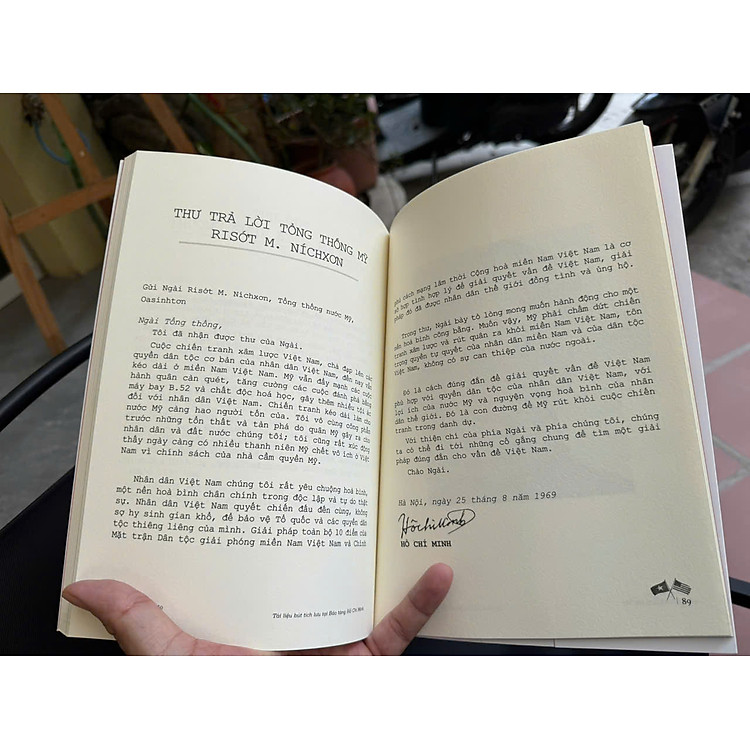 THƯ TRẢ LỜI TỔNG THỐNG MỸ
RISỚT M. NÍCHXON
Gửi Ngài Risớt M. Nichxon, Tổng thống nước Mỹ,
Oasinhton
Ngài Tổng thống,
Tôi đã nhận được thư của Ngài.
Cuộc chiến tranh xâm lược Việt Nam, chà đạp lên các
quyền dân tộc cơ bản của nhân dân Việt Nam, đến nay vẫn
kéo dài ở miền Nam Việt Nam. Mỹ vẫn đẩy mạnh các cuộc
hành quân càn quét, tăng cường các cuộc đánh phá bằng
máy bay B.52 và chất độc hoá học, gây thêm nhiều tội ác
đối với nhân dân Việt Nam. Chiến tranh kéo dài làm cho
nước Mỹ càng hao người tốn của. Tôi vô cùng công phẫn
trước những tổn thất và tàn phá do quân Mỹ gây ra cho
nhân dân và đất nước chúng tôi; tôi cũng rất xúc động
thấy ngày càng có nhiều thanh niên Mỹ chết vô ích ở Việt
Nam vì chính sách của nhà cầm quyền Mỹ.
Nhân dân Việt Nam chúng tôi rất yêu chuộng hoà bình,
một nền hoà bình chân chính trong độc lập và tự do thật
sự. Nhân dân Việt Nam quyết chiến đấu đến cùng, không
sợ hy sinh gian khổ, để bảo vệ Tổ quốc và các quyền dân
tộc thiêng liêng của mình. Giải pháp toàn bộ 10 điểm của
Mặt trận Dân tộc giải phóng miền Nam Việt Nam và Chính
Tài liệu bút tích lưu tại Bảo tàng Hồ Chí Minh
phủ cách mạng lâm thời Cộng hoà miền Nam Việt Nam là cơ
sở hợp tình hợp lý để giải quyết vấn đề Việt Nam, giải
pháp đó đã được nhân dân thế giới đồng tình và ủng hộ.
Trong thư, Ngài bày tỏ lòng mong muốn hành động cho một
nền hoà bình công bằng. Muốn vậy, Mỹ phải chấm dứt chiến
tranh xâm lược và rút quân ra khỏi miền Nam Việt Nam, tôn
trọng quyền tự quyết của nhân dân miền Nam và của dân tộc
Việt Nam, không có sự can thiệp của nước ngoài.
Đó là cách đúng đắn để giải quyết vấn đề Việt Nam
phù hợp với quyền dân tộc của nhân dân Việt Nam, với
lợi ích của nước Mỹ và nguyện vọng hoà bình của nhân
dân thế giới. Đó là con đường để Mỹ rút khỏi cuộc chiến
tranh trong danh dự.
Với thiện chí của phía Ngài và phía chúng tôi, chúng
ta có thể đi tới những cố gắng chung để tìm một giải
pháp đúng đắn cho vấn đề Việt Nam.
Chào Ngài.
Hà Nội, ngày 25 tháng 8 năm 1969
Hồ Chí Minh
HỒ CHÍ MINH
89